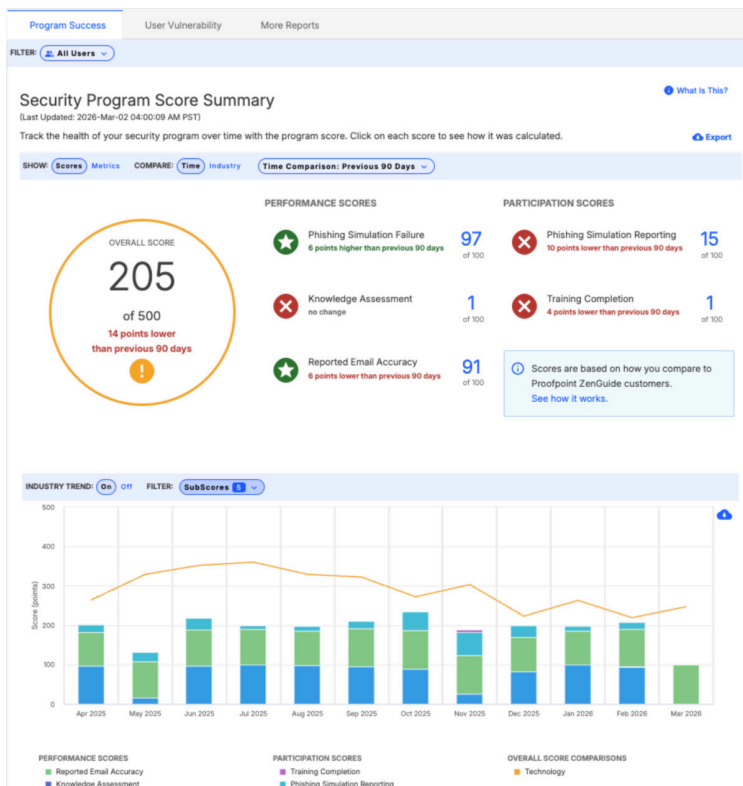 Program Success
User Vulnerability
More Reports
FILTER: All Users
What Is This?
Security Program Score Summary
(Last Updated: 2026-Mar-02 04:00:09 AM PST)
Track the health of your security program over time with the program score. Click on each score to see how it was calculated.
Export
SHOW: Scores Metrics COMPARE: Time Industry Time Comparison: Previous 90 Days
OVERALL SCORE
205
of 500
14 points lower
than previous 90 days
PERFORMANCE SCORES
Phishing Simulation Failure
6 points higher than previous 90 days
97
of 100
Knowledge Assessment
no change
1
of 100
Reported Email Accuracy
6 points lower than previous 90 days
91
of 100
PARTICIPATION SCORES
Phishing Simulation Reporting
10 points lower than previous 90 days
15
of 100
Training Completion
4 points lower than previous 90 days
1
of 100
Scores are based on how you compare to
Proofpoint ZenGuide customers.
See how it works.
INDUSTRY TREND: On Off FILTER: SubScores 5
500
400
300
200
100
0
Score (points)
Apr 2025 May 2025 Jun 2025 Jul 2025 Aug 2025 Sep 2025 Oct 2025 Nov 2025 Dec 2025 Jan 2026 Feb 2026 Mar 2026
PERFORMANCE SCORES
Reported Email Accuracy
Knowledge Assessment
PARTICIPATION SCORES
Training Completion
Phishing Simulation Reporting
OVERALL SCORE COMPARISONS
Technology